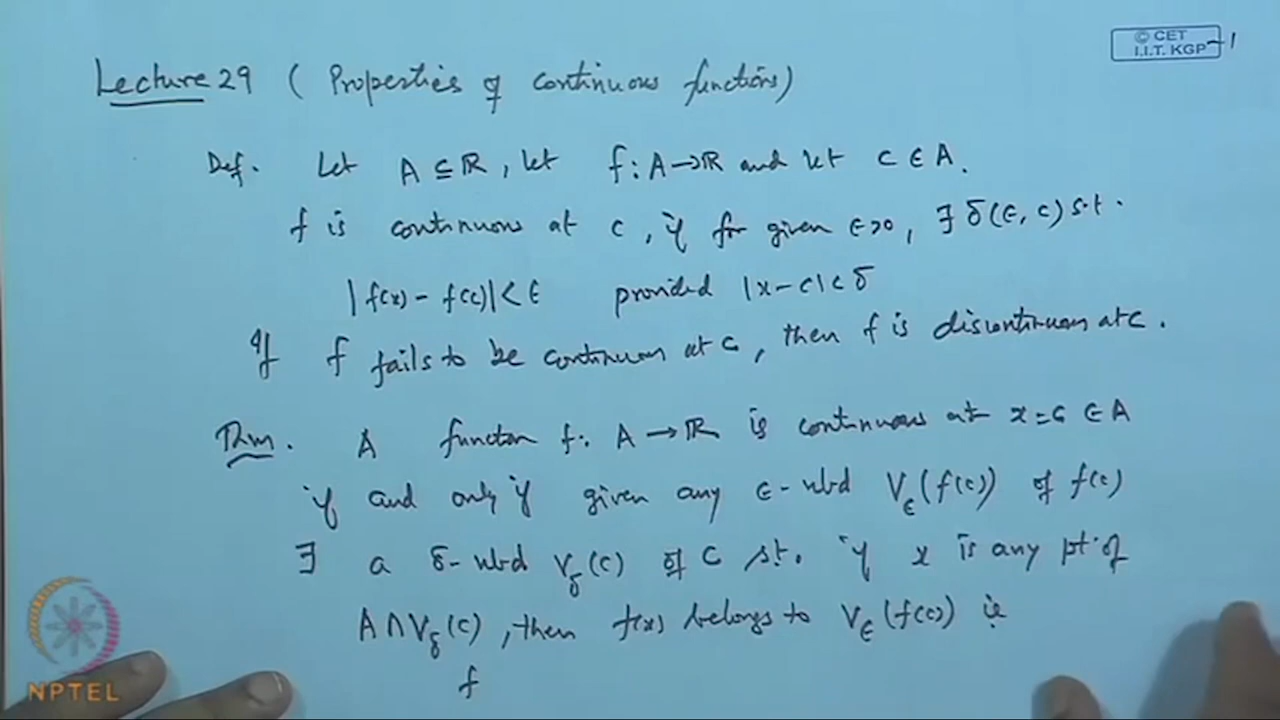 © CET
I.I.T. KGP
-1
Lecture 29 ( Properties of continuous functions)
Def. Let A ⊆ ℝ, let f: A→ℝ and let c ∈ A.
f is continuous at c, if for given ε>0, ∃ δ(ε, c) s.t.
|f(x) - f(c)| < ε provided |x-c| < δ
If f fails to be continuous at c, then f is discontinuous at c.
Thm. A function f: A → ℝ is continuous at x=c ∈ A
if and only if given any ε-nbd V_ε(f(c)) of f(c)
∃ a δ-nbd V_δ(c) of c st. if x is any pt. of
A∩V_δ(c), then f(x) belongs to V_ε(f(c)) ie
f
NPTEL